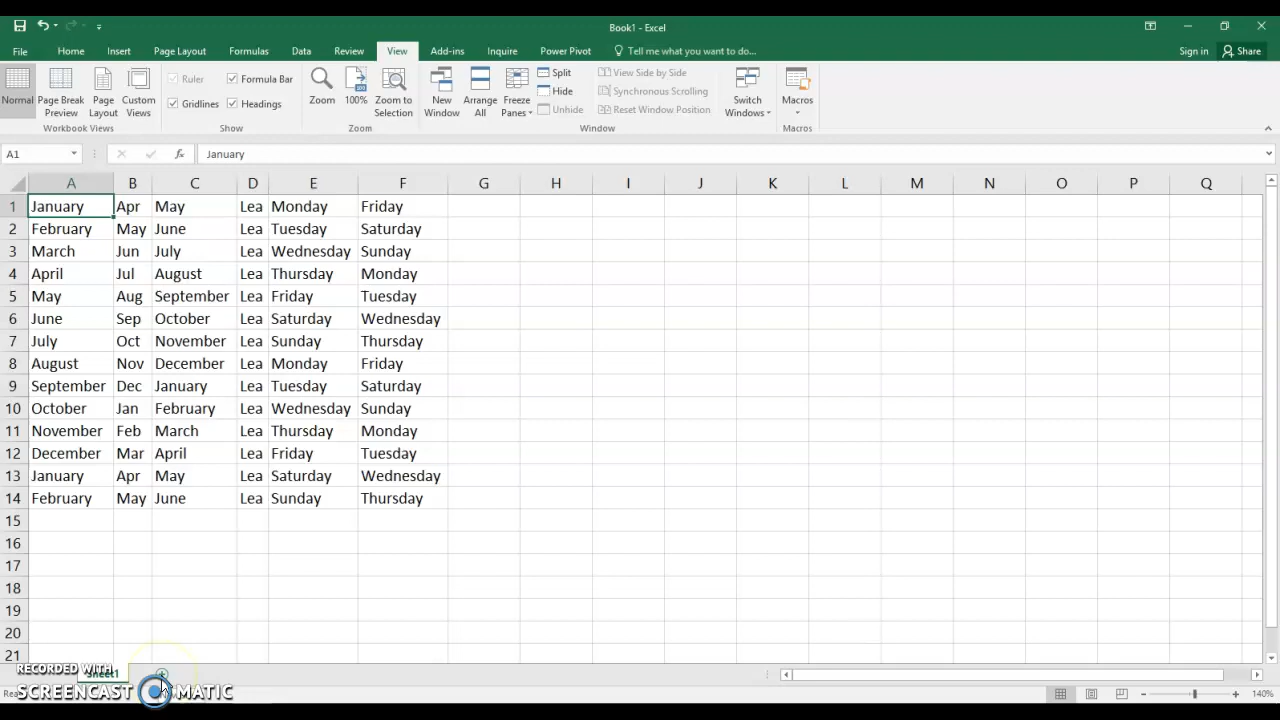 Book1 - Excel
File Home Insert Page Layout Formulas Data Review View Add-ins Inquire Power Pivot Tell me what you want to do... Sign in Share
Normal Page Break Preview Page Layout Custom Views
Workbook Views
Ruler Formula Bar
Gridlines Headings
Show
Zoom 100% Zoom to Selection
Zoom
New Window Arrange All Freeze Panes
Split
Hide
Unhide
View Side by Side
Synchronous Scrolling
Reset Window Position
Window
Switch Windows
Macros
Macros
A1 fx January
A B C D E F G H I J K L M N O P Q
1 January Apr May Lea Monday Friday
2 February May June Lea Tuesday Saturday
3 March Jun July Lea Wednesday Sunday
4 April Jul August Lea Thursday Monday
5 May Aug September Lea Friday Tuesday
6 June Sep October Lea Saturday Wednesday
7 July Oct November Lea Sunday Thursday
8 August Nov December Lea Monday Friday
9 September Dec January Lea Tuesday Saturday
10 October Jan February Lea Wednesday Sunday
11 November Feb March Lea Thursday Monday
12 December Mar April Lea Friday Tuesday
13 January Apr May Lea Saturday Wednesday
14 February May June Lea Sunday Thursday
15
16
17
18
19
20
21
RECORDED WITH
Sheet1
SCREENCAST MATIC
140%